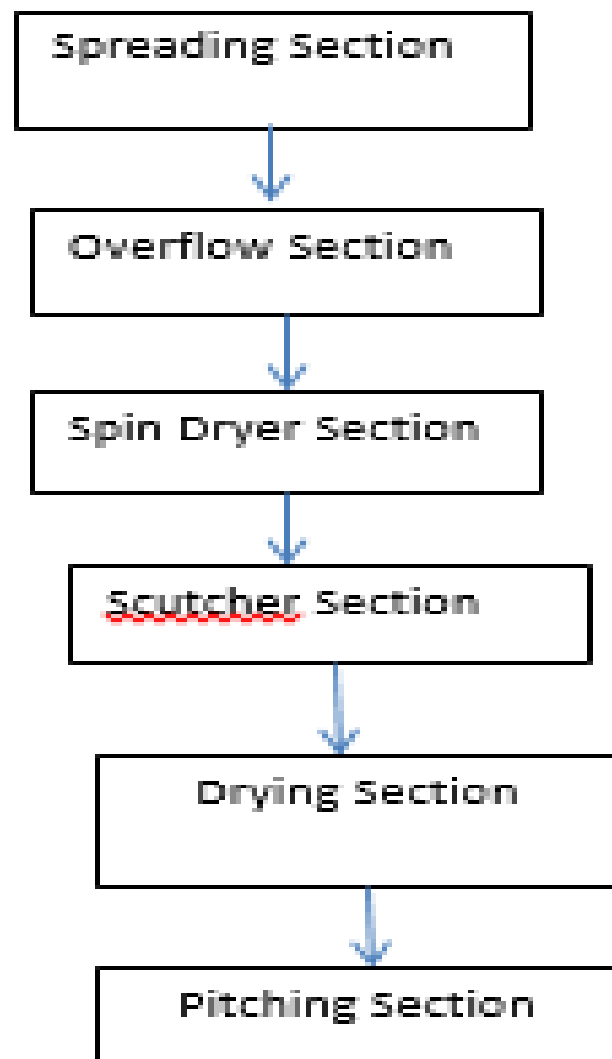 Spreading Section
Overflow Section
Spin Dryer Section
Scutcher Section
Drying Section
Pitching Section